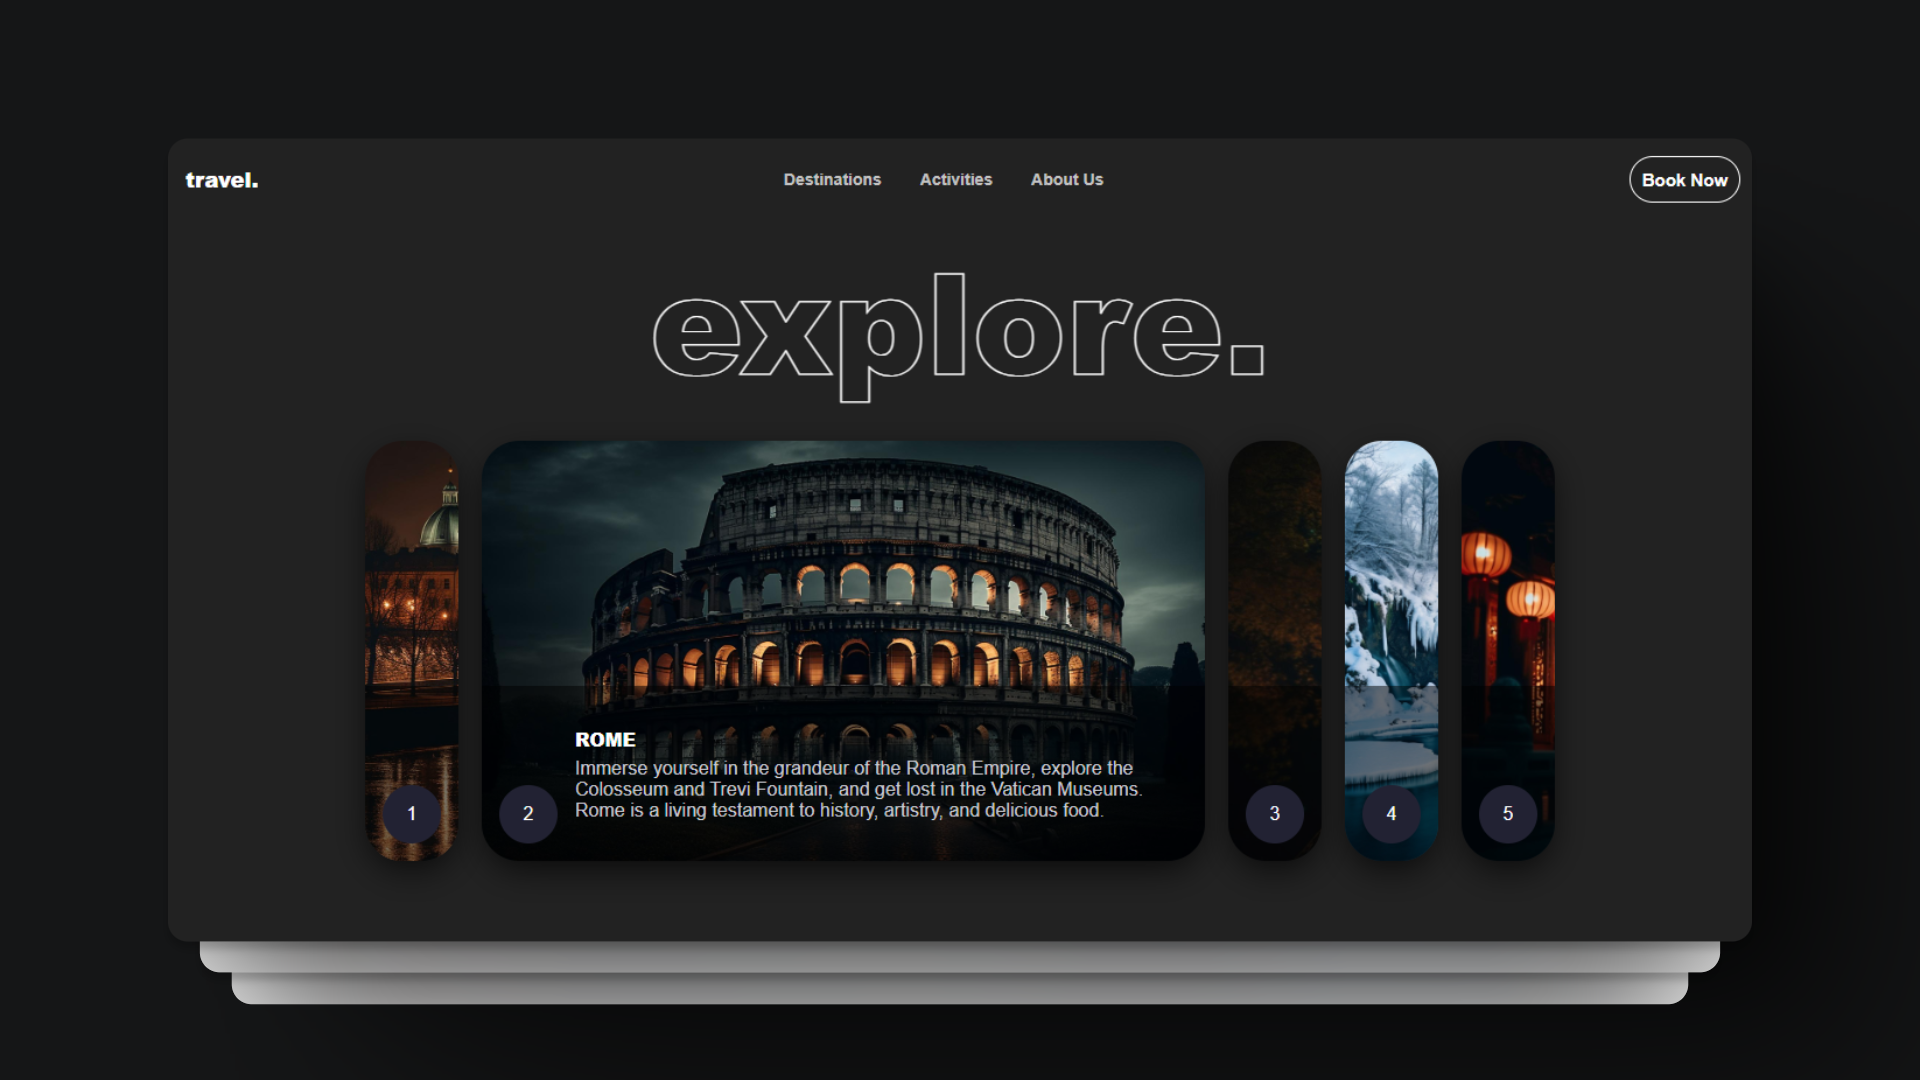 travel.
Destinations
Activities
About Us
Book Now
explore.
ROME
Immerse yourself in the grandeur of the Roman Empire, explore the
Colosseum and Trevi Fountain, and get lost in the Vatican Museums.
Rome is a living testament to history, artistry, and delicious food.
1
2
3
4
5